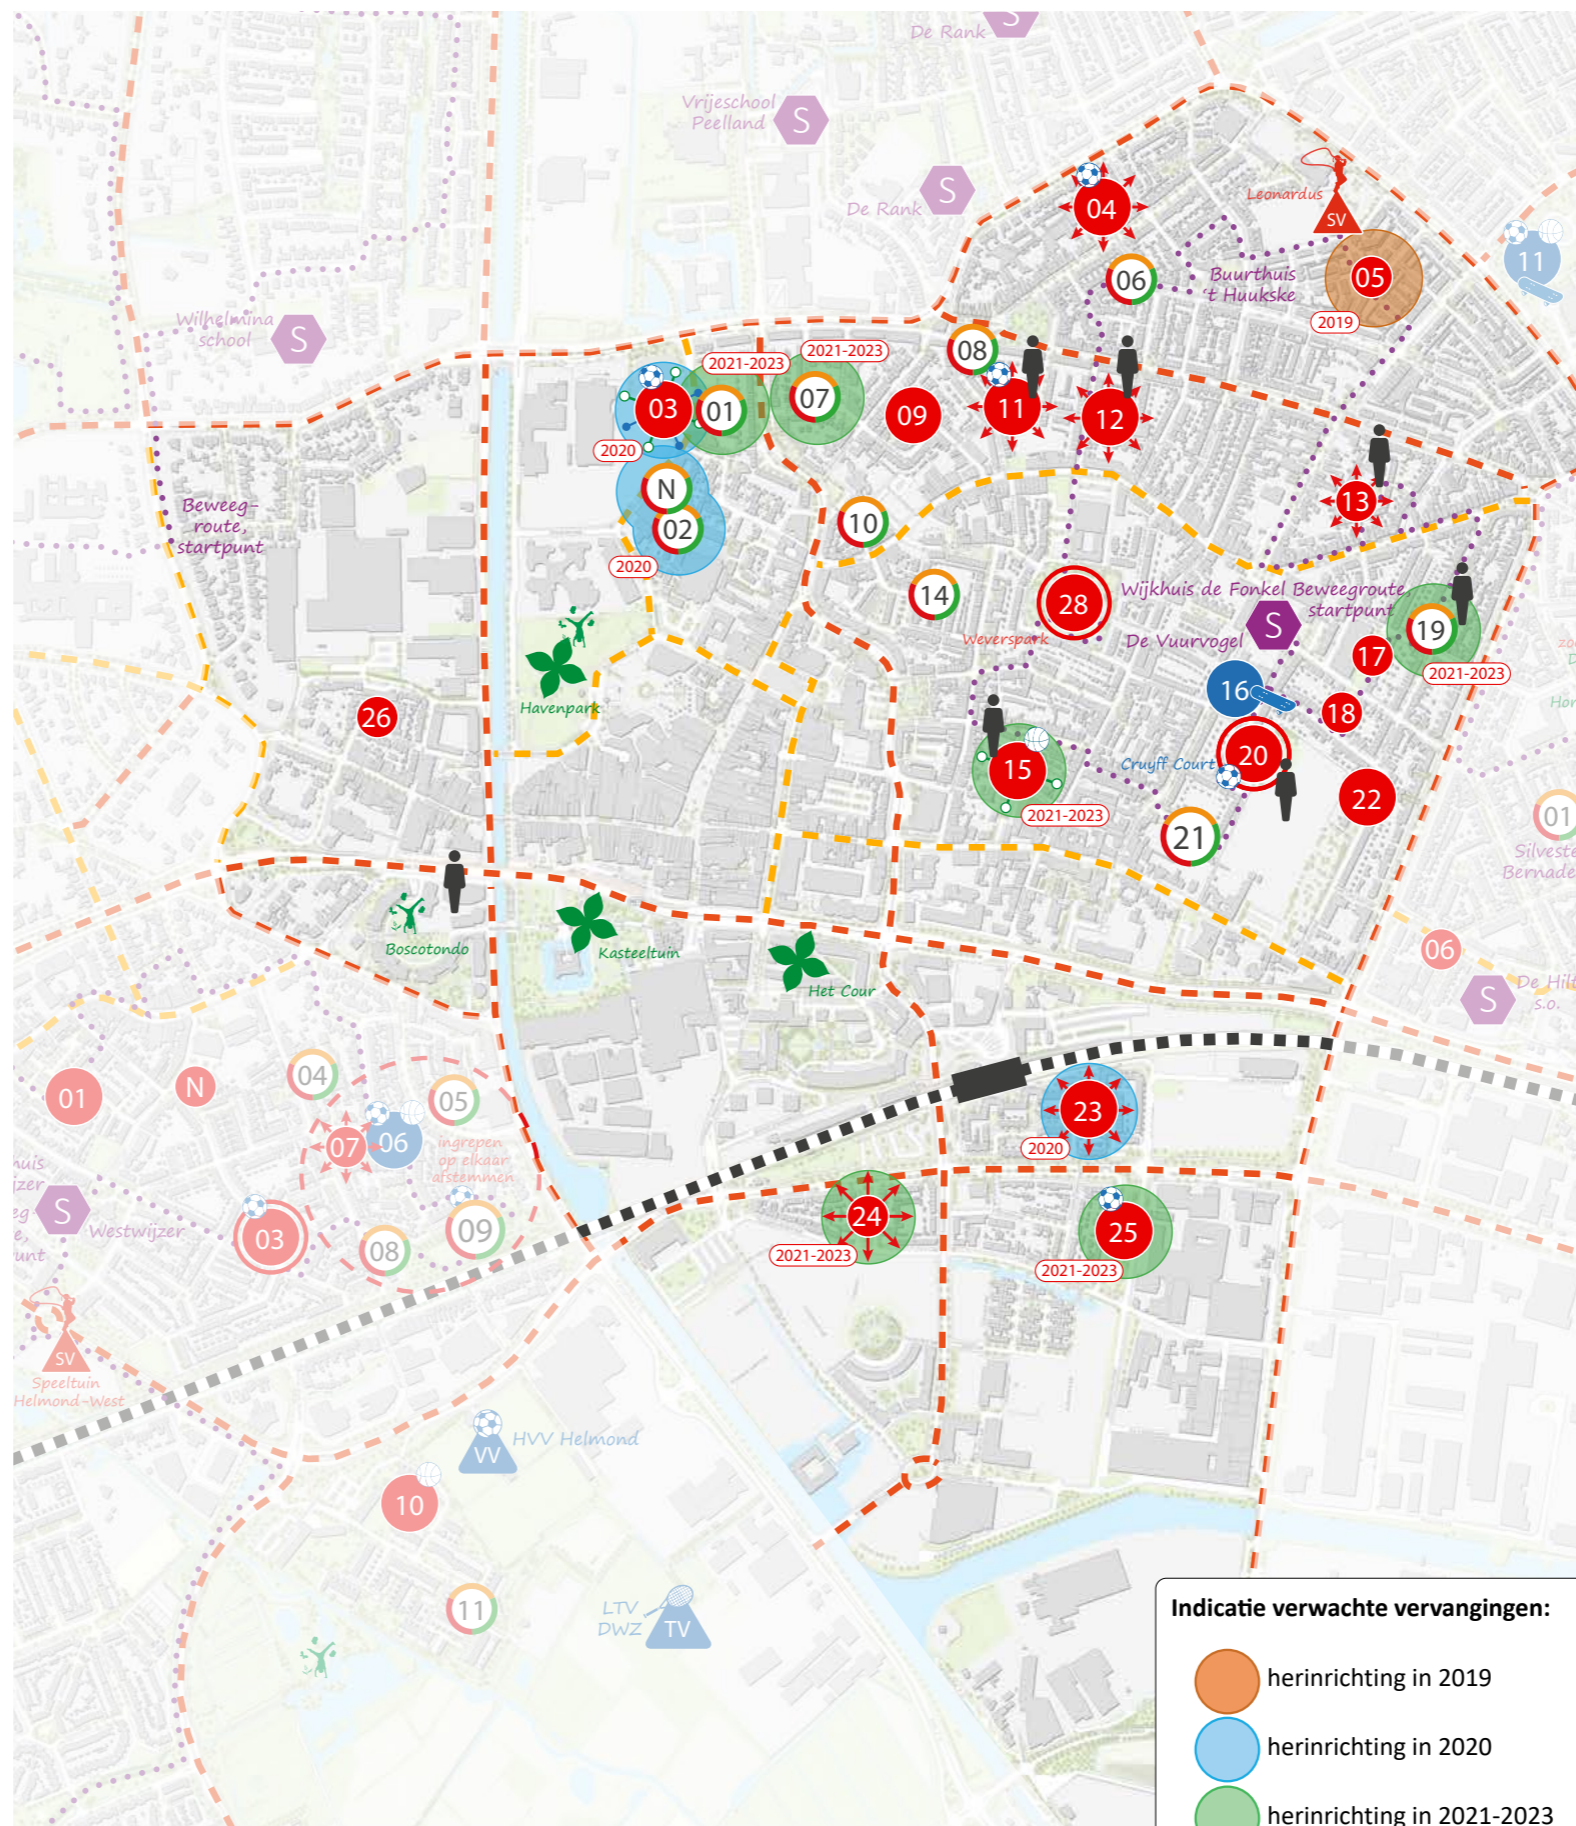 S
De Rank
Vrijeschool
Peelland
S
De Rank
S
04
Leonardus
SV
11
06
Buurthuis
't Huukske
05
2019
Wilhelmina
school
S
2021-2023
2021-2023
08
03
01
07
09
11
12
2020
N
02
2020
10
13
Beweeg-
route,
startpunt
14
28
Weverspark
Wijkhuis de Fonkel
Beweegroute,
startpunt
De Vuurvogel
S
19
17
2021-2023
16
18
Havenpark
26
15
2021-2023
Cruyff Court
20
22
21
01
Silveste
Bernade
Boscotondo
Kasteeltuin
Het Cour
06
S
De Hilt
s.o.
01
N
04
05
07
06
ingrepen
op elkaar
afstemmen
23
2020
huis
jzer
S
Westwijzer
03
08
09
24
2021-2023
25
2021-2023
SV
Speeltuin
Helmond-West
VV
HVV Helmond
10
11
LTV
DWZ
TV
Indicatie verwachte vervangingen:
herinrichting in 2019
herinrichting in 2020
herinrichting in 2021-2023